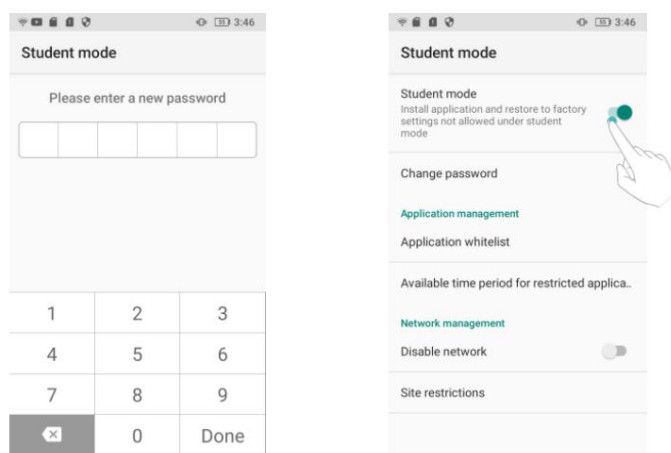 3:46
Student mode
Please enter a new password
1 2 3
4 5 6
7 8 9
0 Done
3:46
Student mode
Student mode
Install application and restore to factory
settings not allowed under student
mode
Change password
Application management
Application whitelist
Available time period for restricted applica..
Network management
Disable network
Site restrictions